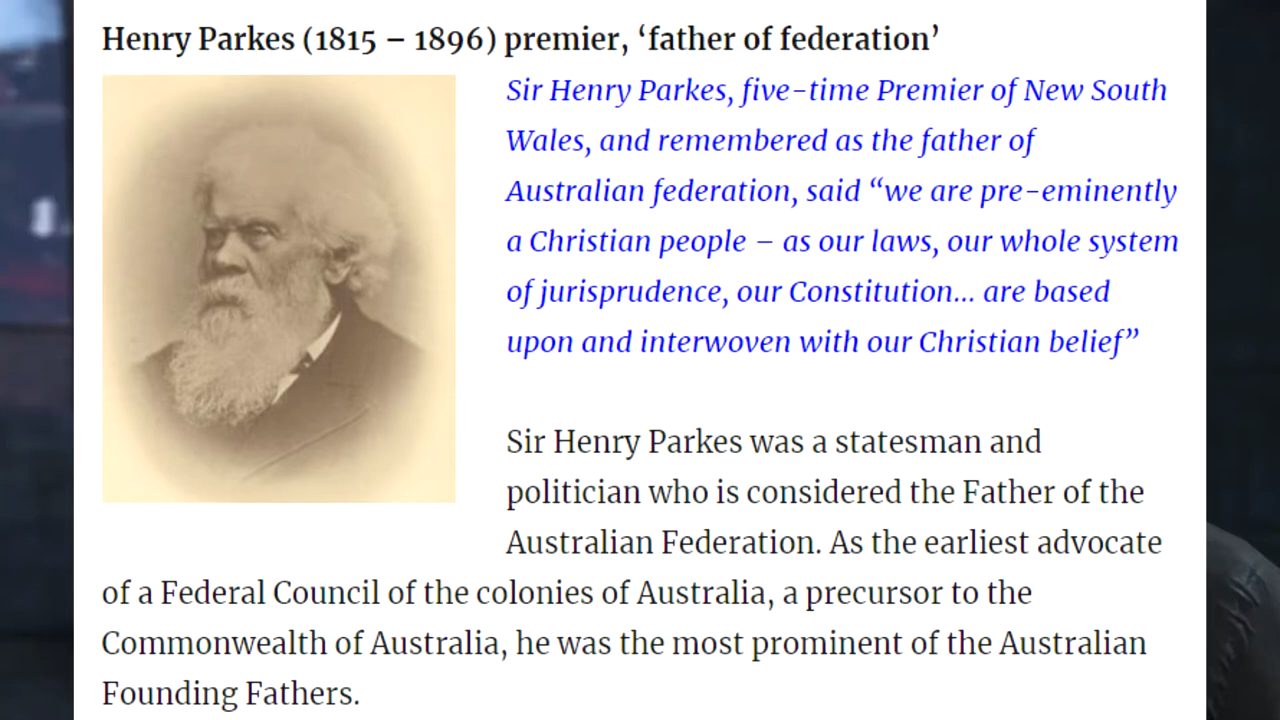 Henry Parkes (1815 – 1896) premier, ‘father of federation’
Sir Henry Parkes, five-time Premier of New South
Wales, and remembered as the father of
Australian federation, said “we are pre-eminently
a Christian people – as our laws, our whole system
of jurisprudence, our Constitution... are based
upon and interwoven with our Christian belief”
Sir Henry Parkes was a statesman and
politician who is considered the Father of the
Australian Federation. As the earliest advocate
of a Federal Council of the colonies of Australia, a precursor to the
Commonwealth of Australia, he was the most prominent of the Australian
Founding Fathers.